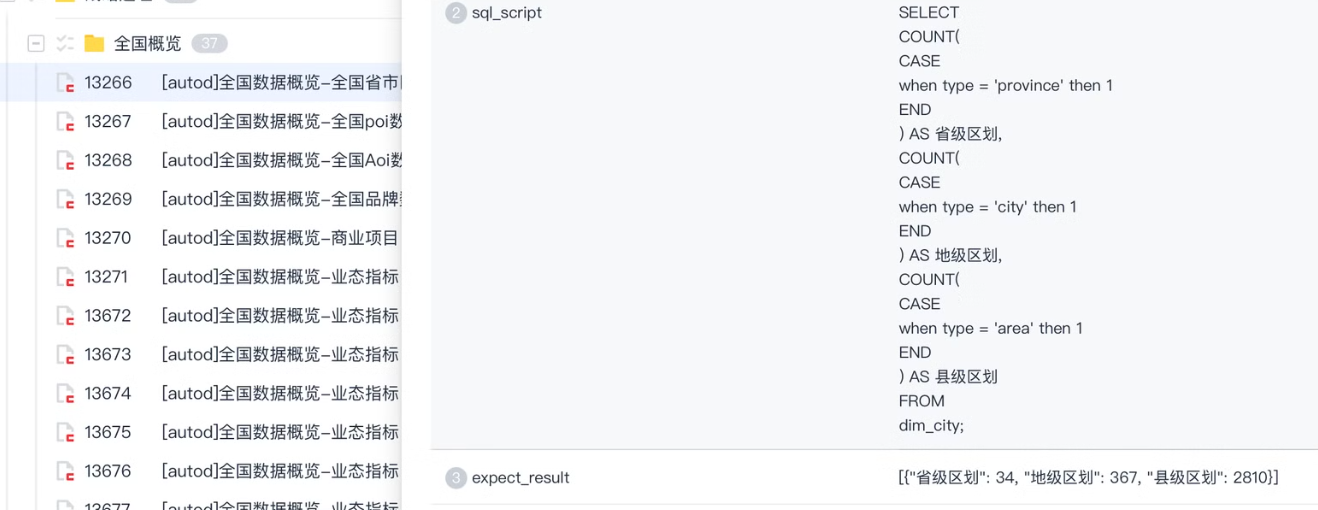 全国概览 37
13266 [autod]全国数据概览-全国省市
13267 [autod]全国数据概览-全国poi数
13268 [autod]全国数据概览-全国Aoi数
13269 [autod]全国数据概览-全国品牌
13270 [autod]全国数据概览-商业项目
13271 [autod]全国数据概览-业态指标
13672 [autod]全国数据概览-业态指标
13673 [autod]全国数据概览-业态指标
13674 [autod]全国数据概览-业态指标
13675 [autod]全国数据概览-业态指标
13676 [autod]全国数据概览-业态指标
13677 [autod]全国数据概览-业态指标
2 sql_script
SELECT
COUNT(
CASE
when type = 'province' then 1
END
) AS 省级区划,
COUNT(
CASE
when type = 'city' then 1
END
) AS 地级区划,
COUNT(
CASE
when type = 'area' then 1
END
) AS 县级区划
FROM
dim_city;
3 expect_result
[{"省级区划": 34, "地级区划": 367, "县级区划": 2810}]